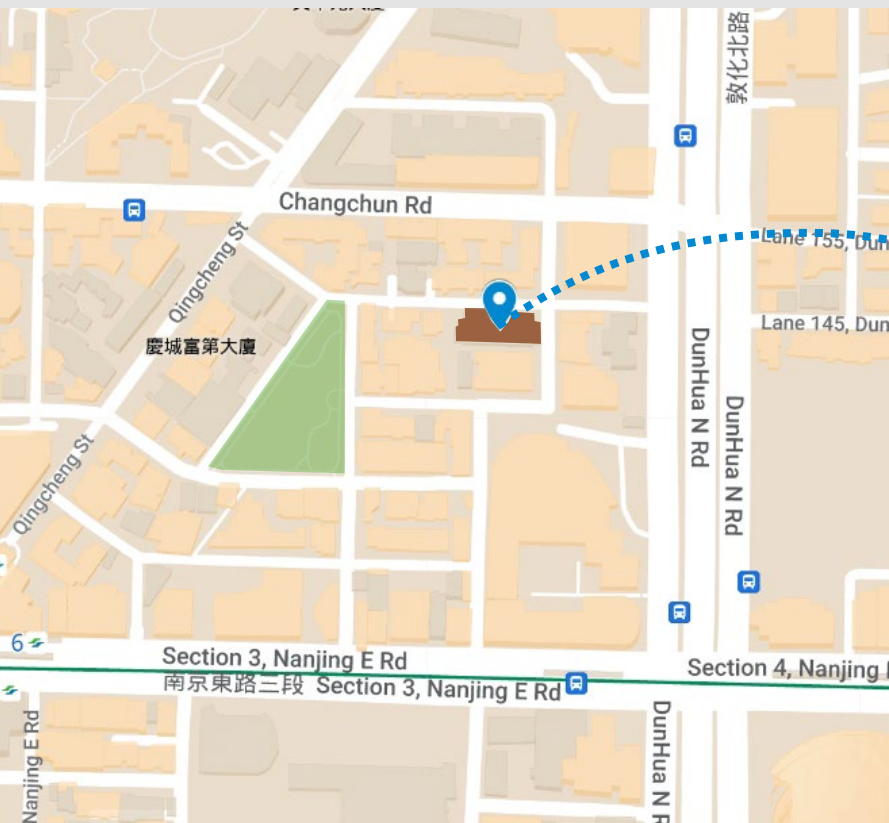 敦化北路
Changchun Rd
Qingcheng St
Lane 155, Dun
Lane 145, Dun
慶城富第大廈
DunHua N Rd
DunHua N Rd
Qingcheng St
6
Section 3, Nanjing E Rd
Section 4, Nanjing
南京東路三段 Section 3, Nanjing E Rd
Nanjing E Rd
DunHua N R